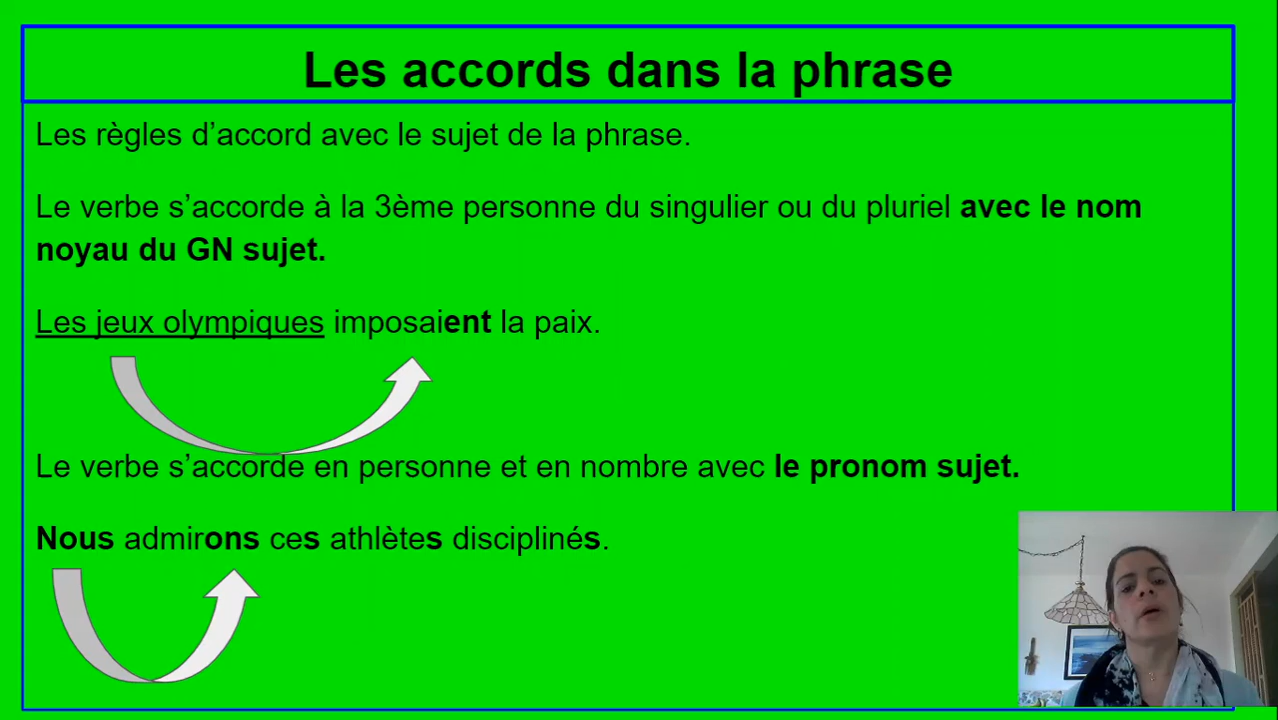 Les accords dans la phrase
Les règles d’accord avec le sujet de la phrase.
Le verbe s’accorde à la 3ème personne du singulier ou du pluriel avec le nom
noyau du GN sujet.
Les jeux olympiques imposaient la paix.
Le verbe s’accorde en personne et en nombre avec le pronom sujet.
Nous admirons ces athlètes disciplinés.